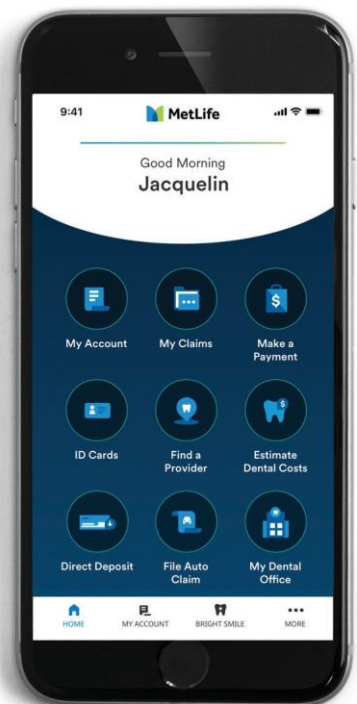 9:41
MetLife
Good Morning
Jacquelin
My Account
My Claims
Make a
Payment
ID Cards
Find a
Provider
Estimate
Dental Costs
Direct Deposit
File Auto
Claim
My Dental
Office
HOME
MY ACCOUNT
BRIGHT SMILE
MORE